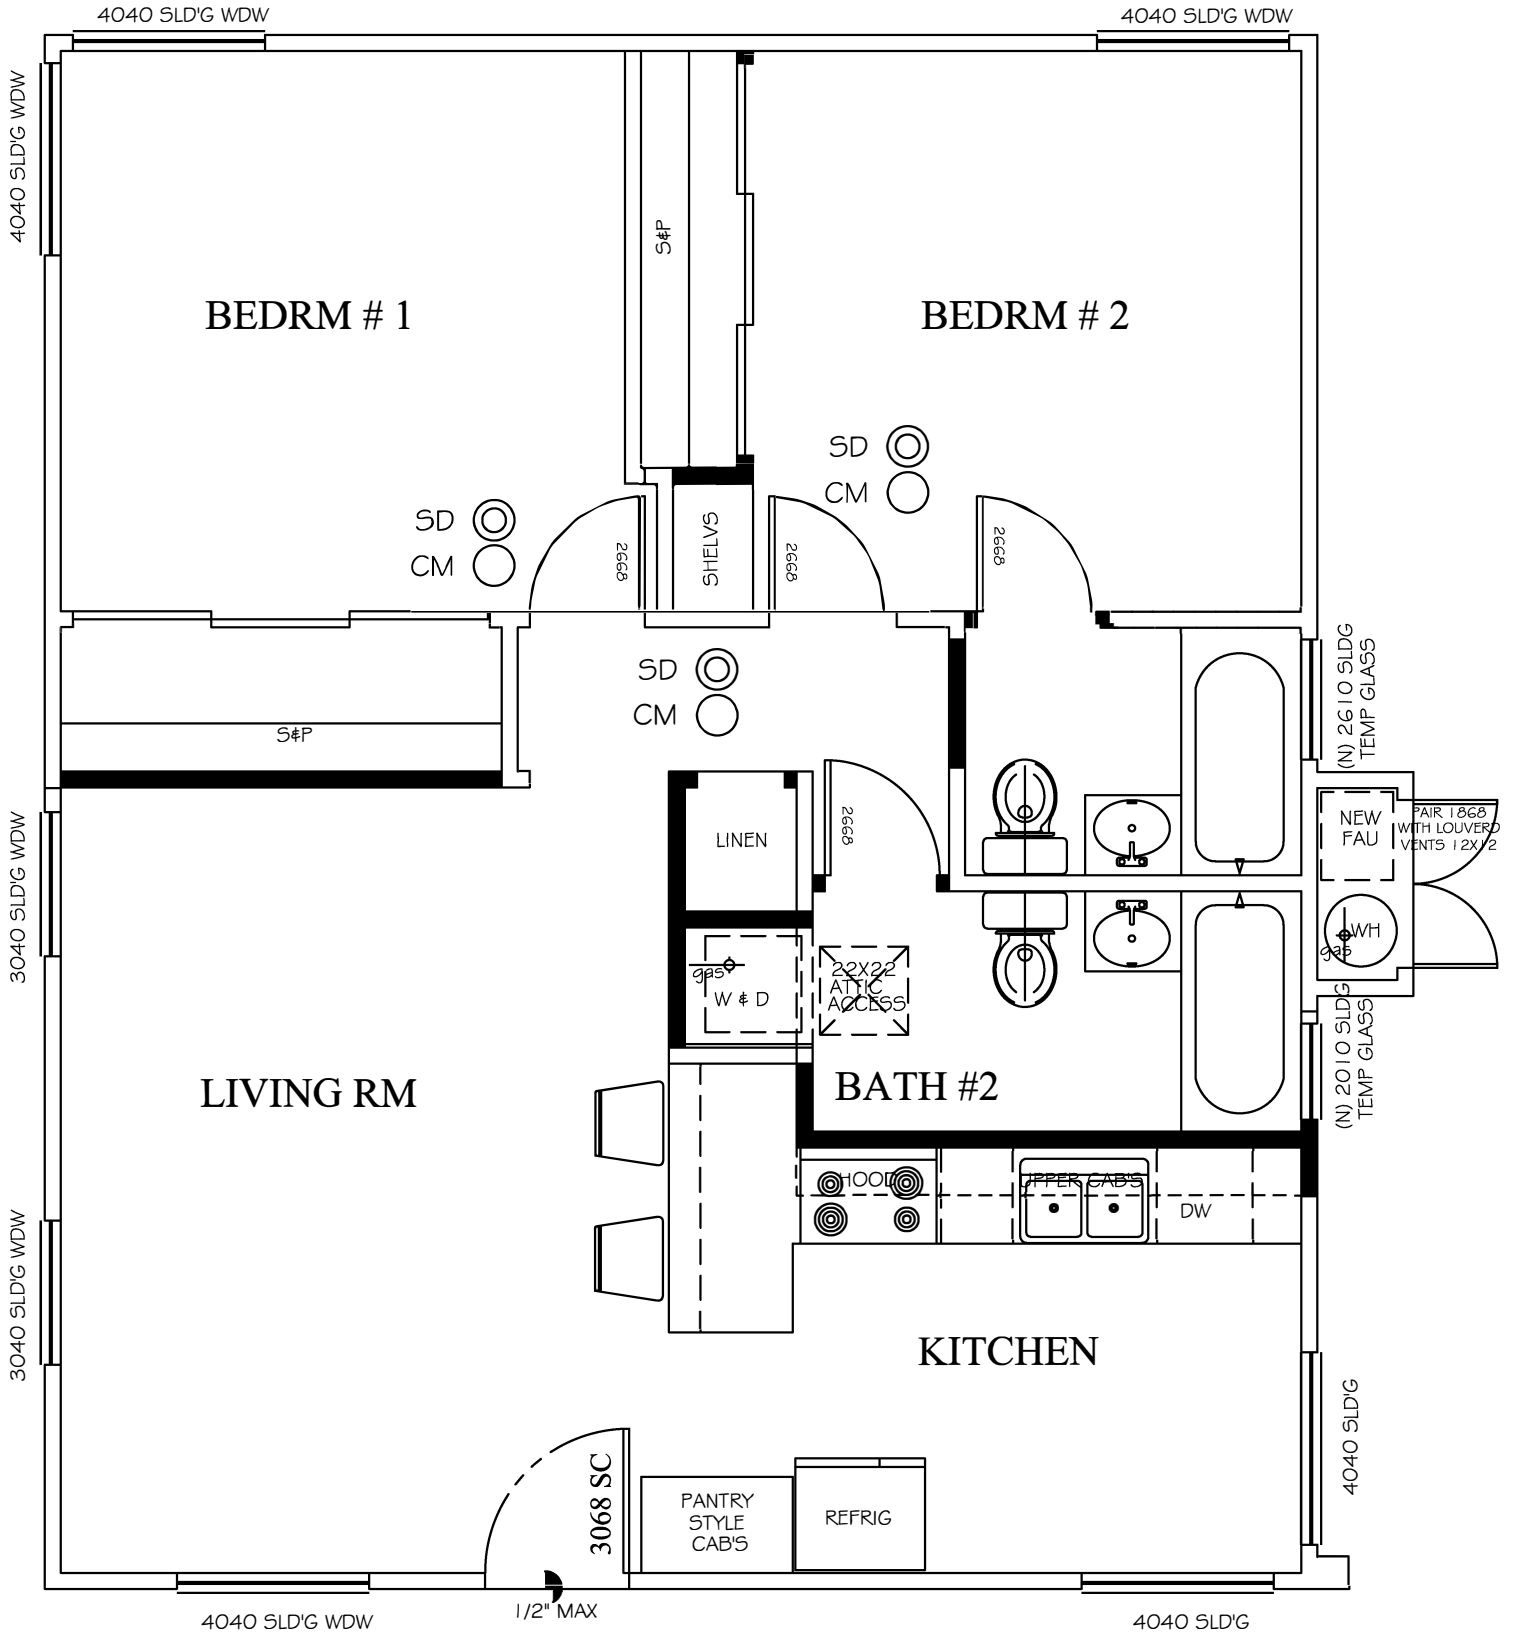 4040 SLD'G WDW
4040 SLD'G WDW
4040 SLD'G WDW
S&P
BEDRM # 1
BEDRM # 2
SD
CM
SD
CM
2668
SHELVS
2668
2668
SD
CM
S&P
(N) 2610 SLDG
TEMP GLASS
LINEN
2668
NEW
FAU
PAIR 1868
WITH LOUVERD
VENTS 12X12
3040 SLD'G WDW
WH
gas
gas
W & D
22X22
ATTIC
ACCESS
(N) 2010 SLDG
TEMP GLASS
LIVING RM
BATH #2
HOOD
UPPER CAB'S
DW
3040 SLD'G WDW
KITCHEN
4040 SLD'G
3068 SC
PANTRY
STYLE
CAB'S
REFRIG
1/2" MAX
4040 SLD'G WDW
4040 SLD'G